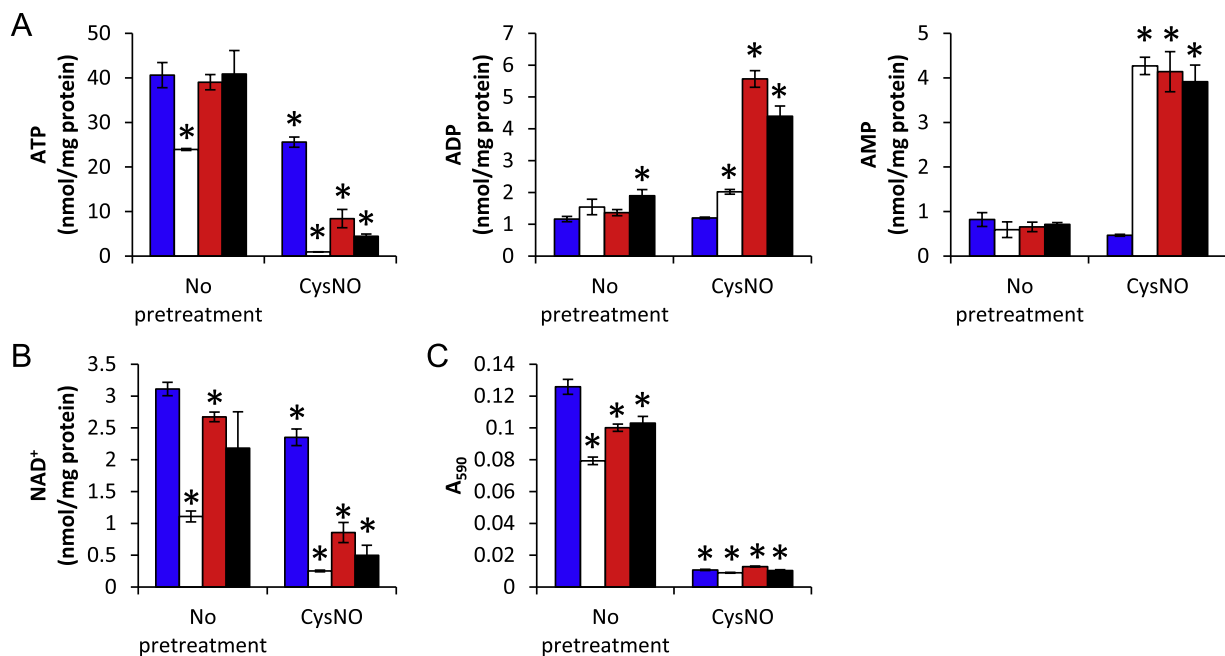 A
ATP
(nmol/mg protein)
50
40
30
20
10
0
*
*
*
*
*
No
pretreatment
CysNO
ADP
(nmol/mg protein)
7
6
5
4
3
2
1
0
*
*
*
*
No
pretreatment
CysNO
AMP
(nmol/mg protein)
5
4
3
2
1
0
*
*
*
No
pretreatment
CysNO
B
NAD⁺
(nmol/mg protein)
3.5
3
2.5
2
1.5
1
0.5
0
*
*
*
*
*
*
No
pretreatment
CysNO
C
A₅₉₀
0.14
0.12
0.1
0.08
0.06
0.04
0.02
0
*
*
*
*
*
*
*
No
pretreatment
CysNO